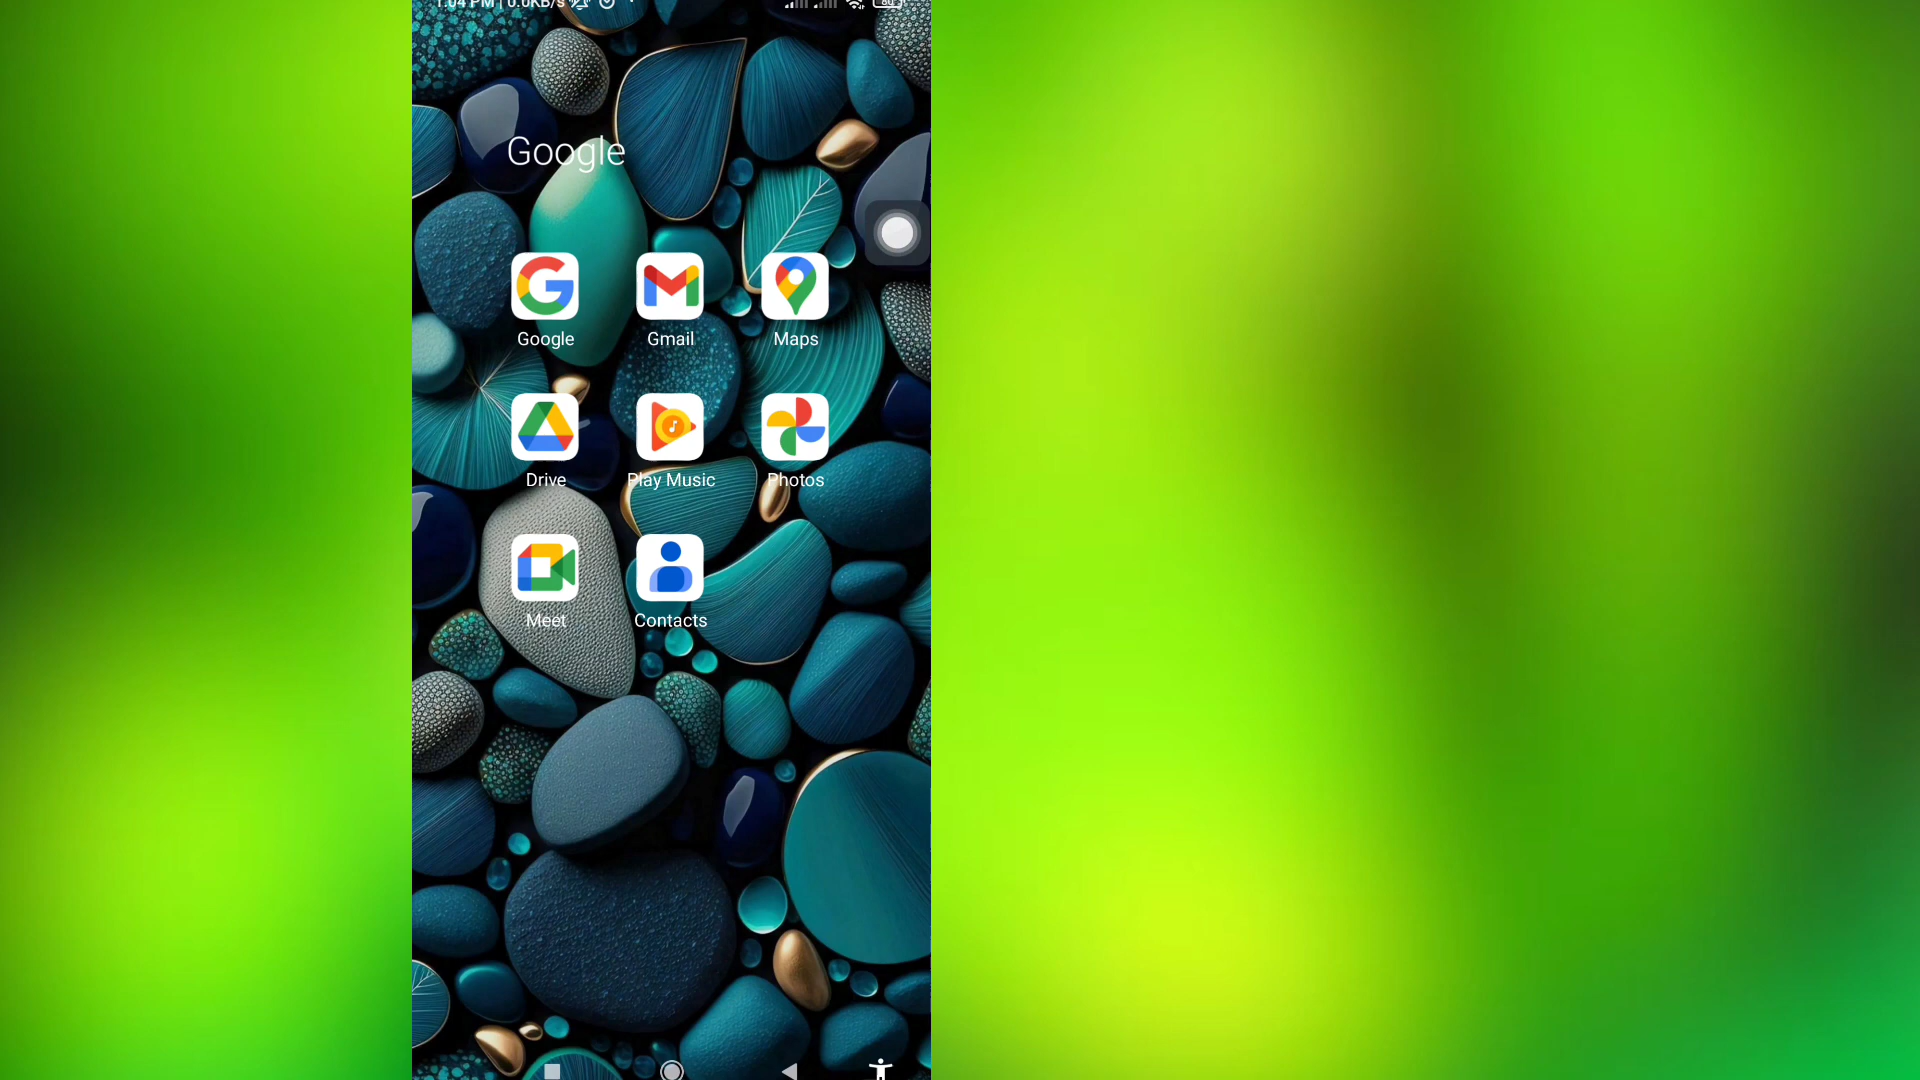 1:04 PM | 0.0KB/s
Google
Google
Gmail
Maps
Drive
Play Music
Photos
Meet
Contacts